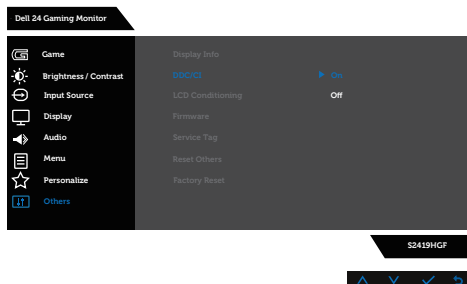 Dell 24 Gaming Monitor
Game
Brightness / Contrast
Input Source
Display
Audio
Menu
Personalize
Others
Display Info
DDC/CI
LCD Conditioning
Firmware
Service Tag
Reset Others
Factory Reset
On
Off
S2419HGF